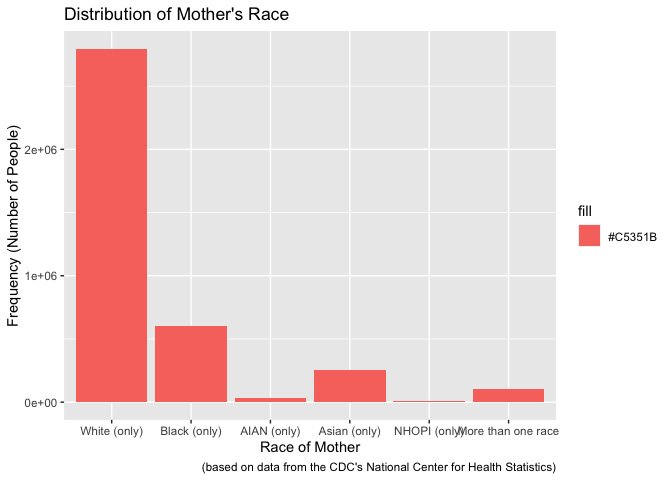 Distribution of Mother's Race
Frequency (Number of People)
2e+06
1e+06
0e+00
White (only)
Black (only)
AIAN (only)
Asian (only)
NHOPI (only)
More than one race
Race of Mother
(based on data from the CDC's National Center for Health Statistics)
fill
#C5351B